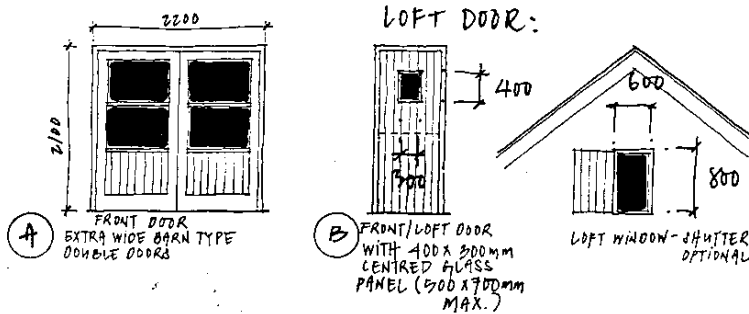 2200
2100
A
FRONT DOOR
EXTRA WIDE BARN TYPE
DOUBLE DOORS
LOFT DOOR:
400
300
B
FRONT/LOFT DOOR
WITH 400 X 300mm
CENTRED GLASS
PANEL (500 X 700mm
MAX.)
600
800
LOFT WINDOW - SHUTTER
OPTIONAL